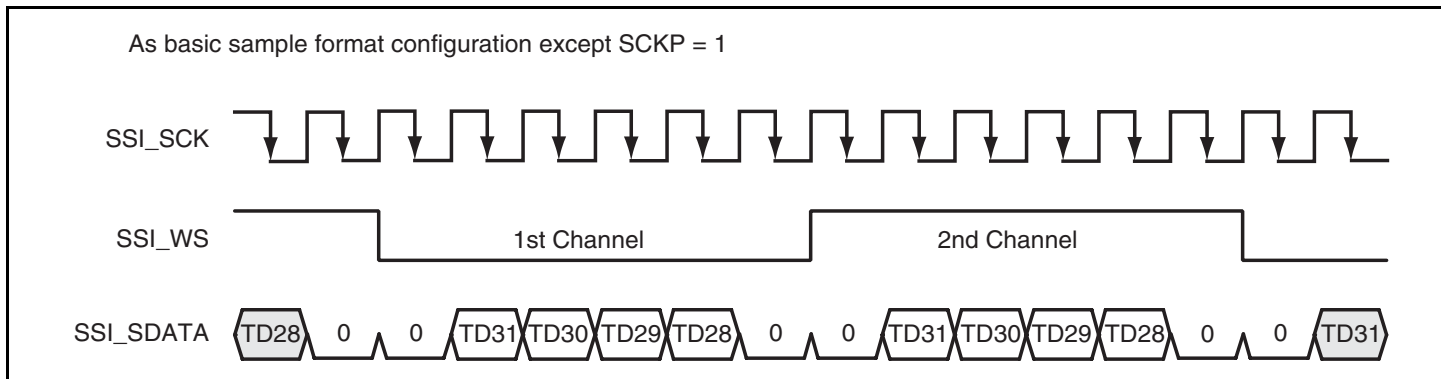 As basic sample format configuration except SCKP = 1
SSI_SCK
SSI_WS 1st Channel 2nd Channel
SSI_SDATA TD28 0 0 TD31 TD30 TD29 TD28 0 0 TD31 TD30 TD29 TD28 0 0 TD31